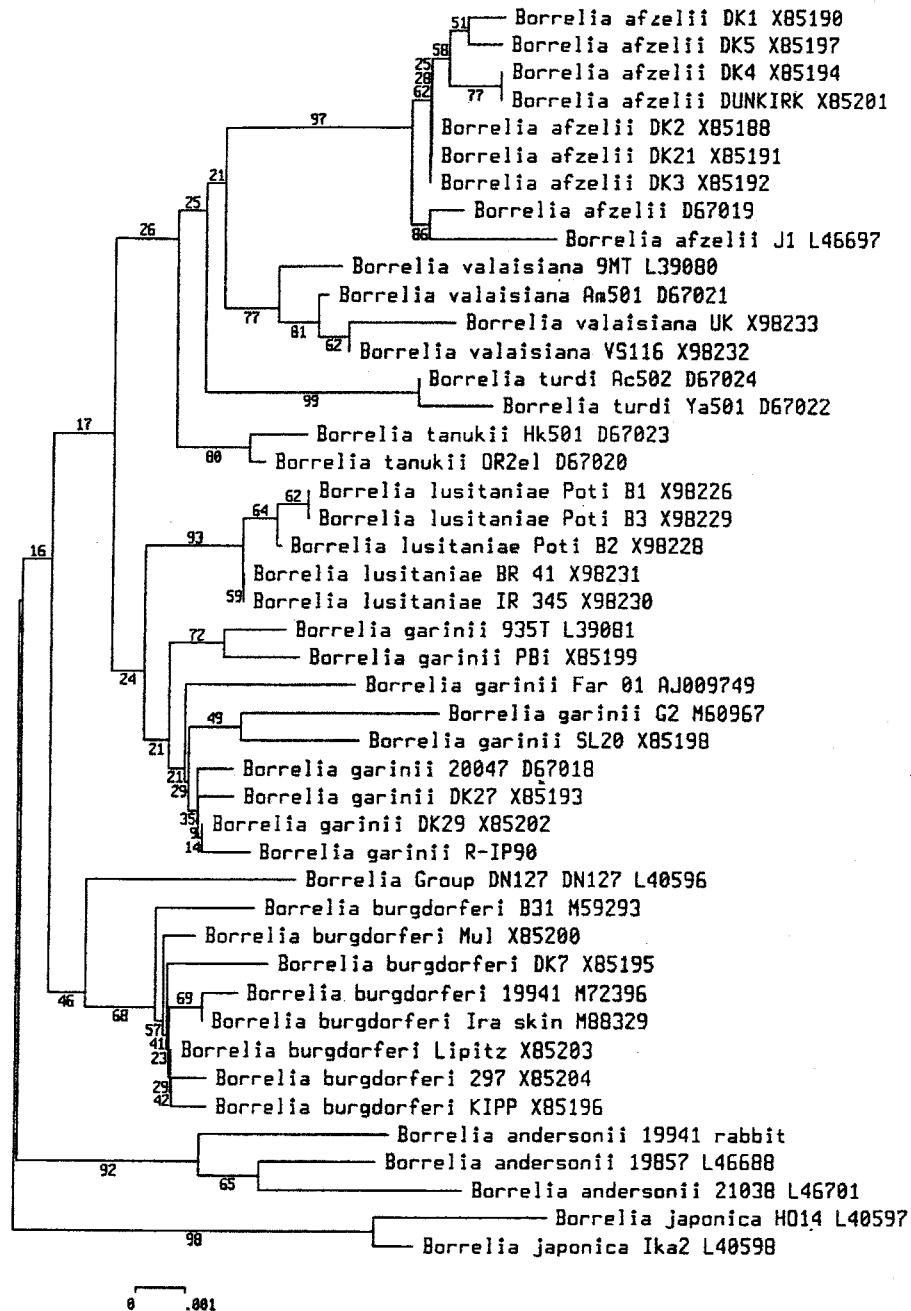 51 Borrelia afzelii DK1 X85190
Borrelia afzelii DK5 X85197
58
25
28
Borrelia afzelii DK4 X85194
62
77
Borrelia afzelii DUNKIRK X85201
97
Borrelia afzelii DK2 X85188
Borrelia afzelii DK21 X85191
21
Borrelia afzelii DK3 X85192
25
Borrelia afzelii D67019
26
86
Borrelia afzelii J1 L46697
Borrelia valaisiana 9MT L39080
Borrelia valaisiana Am501 D67021
77
81
Borrelia valaisiana UK X98233
62
Borrelia valaisiana VS116 X98232
Borrelia turdi Ac502 D67024
99
Borrelia turdi Ya501 D67022
17
Borrelia tanukii Hk501 D67023
80
Borrelia tanukii OR2el D67020
62 Borrelia lusitaniae Poti B1 X98226
64
Borrelia lusitaniae Poti B3 X98229
93
Borrelia lusitaniae Poti B2 X98228
16
Borrelia lusitaniae BR 41 X98231
59
Borrelia lusitaniae IR 345 X98230
72
Borrelia garinii 935T L39081
Borrelia garinii PBi X85199
24
Borrelia garinii Far 01 AJ009749
49
Borrelia garinii G2 M60967
21
Borrelia garinii SL20 X85198
21
Borrelia garinii 20047 D67018
29
Borrelia garinii DK27 X85193
35
Borrelia garinii DK29 X85202
9
14
Borrelia garinii R-IP90
Borrelia Group DN127 DN127 L40596
Borrelia burgdorferi B31 M59293
Borrelia burgdorferi Mul X85200
Borrelia burgdorferi DK7 X85195
46
69 Borrelia burgdorferi 19941 M72396
68
57
Borrelia burgdorferi Ira skin M88329
41
23
Borrelia burgdorferi Lipitz X85203
29
Borrelia burgdorferi 297 X85204
42
Borrelia burgdorferi KIPP X85196
Borrelia andersonii 19941 rabbit
92
Borrelia andersonii 19857 L46688
65
Borrelia andersonii 21038 L46701
Borrelia japonica HO14 L40597
98
Borrelia japonica Ika2 L40598
0 .001